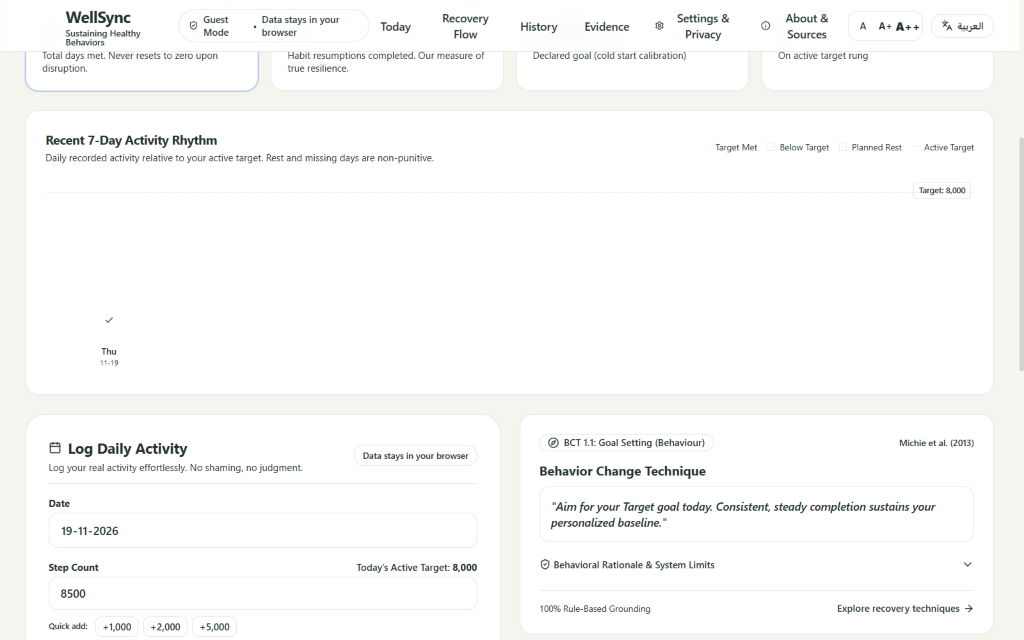 WellSync
Sustaining Healthy
Behaviors
Guest
Mode
• Data stays in your
browser
Today
Recovery
Flow
History
Evidence
Settings &
Privacy
About &
Sources
A A+ A++
العربية
Total days met. Never resets to zero upon
disruption.
Habit resumptions completed. Our measure of
true resilience.
Declared goal (cold start calibration)
On active target rung
Recent 7-Day Activity Rhythm
Daily recorded activity relative to your active target. Rest and missing days are non-punitive.
Target Met Below Target Planned Rest Active Target
Target: 8,000
Thu
11-19
Log Daily Activity
Log your real activity effortlessly. No shaming, no judgment.
Data stays in your browser
Date
19-11-2026
Step Count Today's Active Target: 8,000
8500
Quick add: +1,000 +2,000 +5,000
BCT 1.1: Goal Setting (Behaviour) Michie et al. (2013)
Behavior Change Technique
"Aim for your Target goal today. Consistent, steady completion sustains your
personalized baseline."
Behavioral Rationale & System Limits
100% Rule-Based Grounding Explore recovery techniques →